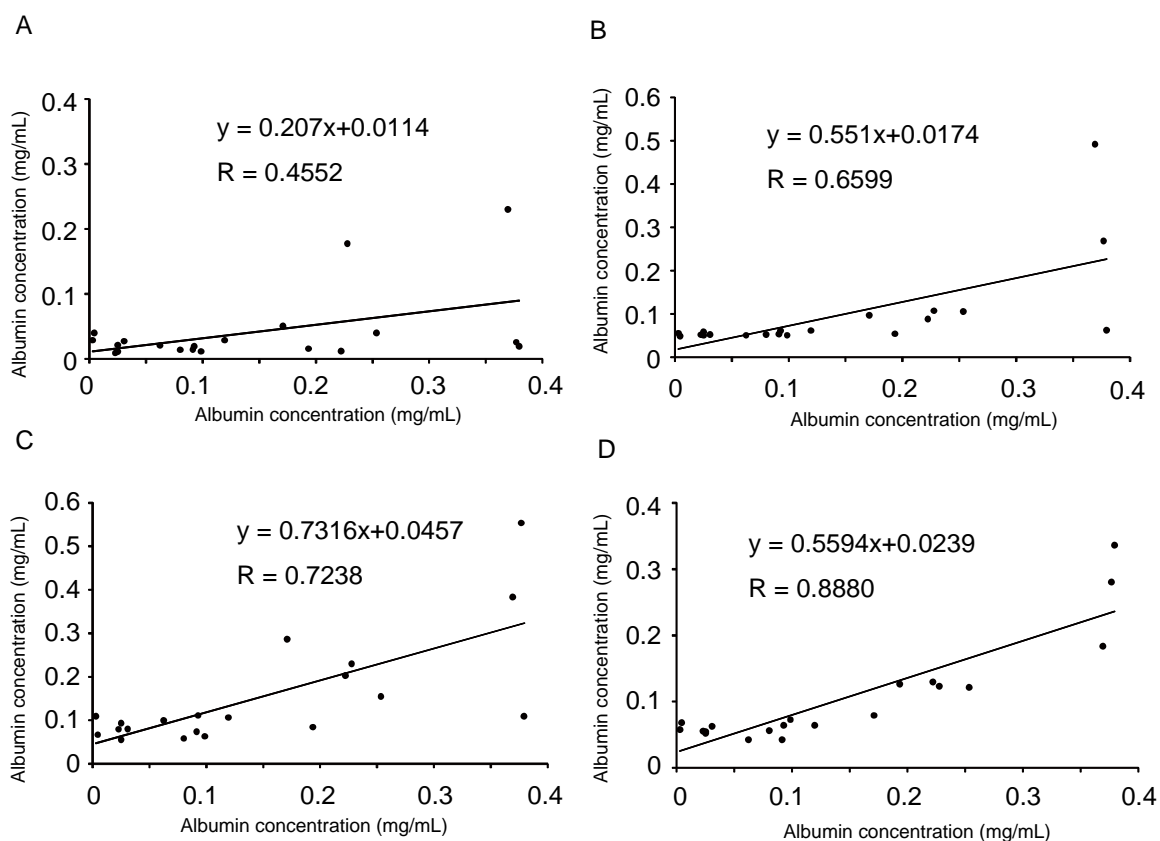 A
Albumin concentration (mg/mL)
0.4
0.3
0.2
0.1
0
y = 0.207x+0.0114
R = 0.4552
0
0.1
0.2
0.3
0.4
Albumin concentration (mg/mL)
B
Albumin concentration (mg/mL)
0.6
0.5
0.4
0.3
0.2
0.1
0
y = 0.551x+0.0174
R = 0.6599
0
0.1
0.2
0.3
0.4
Albumin concentration (mg/mL)
C
Albumin concentration (mg/mL)
0.6
0.5
0.4
0.3
0.2
0.1
0
y = 0.7316x+0.0457
R = 0.7238
0
0.1
0.2
0.3
0.4
Albumin concentration (mg/mL)
D
Albumin concentration (mg/mL)
0.4
0.3
0.2
0.1
0
y = 0.5594x+0.0239
R = 0.8880
0
0.1
0.2
0.3
0.4
Albumin concentration (mg/mL)